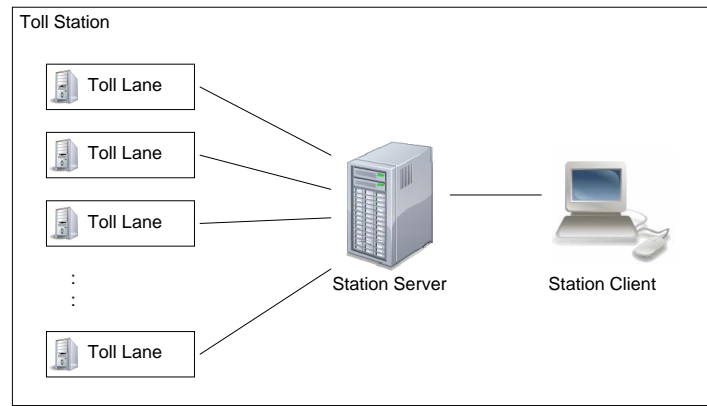 Toll Station
Toll Lane
Toll Lane
Toll Lane
:
:
Toll Lane
Station Server
Station Client